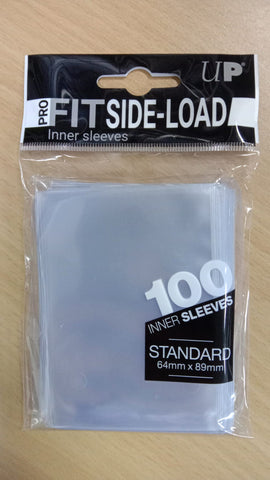 UP
PRO FIT SIDE-LOAD
Inner sleeves
100
INNER SLEEVES
STANDARD
64mm x 89mm